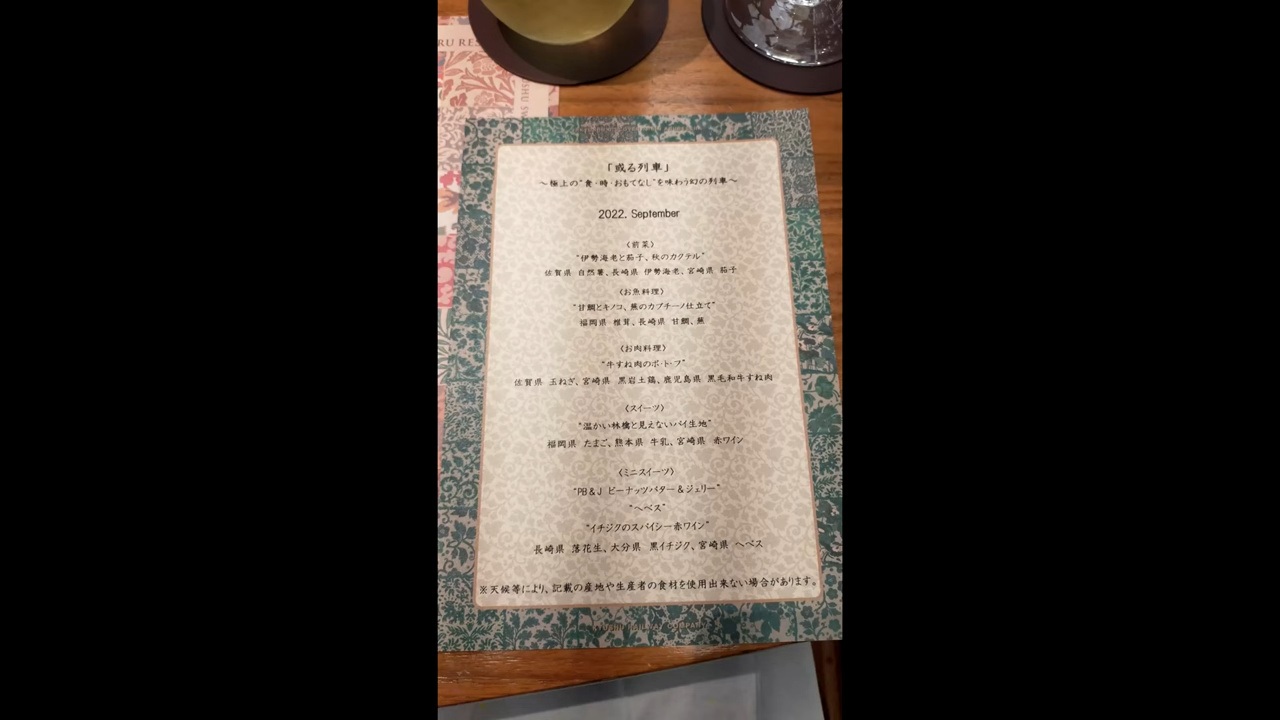 RU RES
「或る列車」
～極上の"食・時・おもてなし"を味わう幻の列車～
2022. September
〈前菜〉
"伊勢海老と茄子、秋のカクテル"
佐賀県 自然薯、長崎県 伊勢海老、宮崎県 茄子
〈お魚料理〉
"甘鯛とキノコ、蕪のカプチーノ仕立て"
福岡県 椎茸、長崎県 甘鯛、蕪
〈お肉料理〉
"牛すね肉のポ・ト・フ"
佐賀県 玉ねぎ、宮崎県 黒岩土鶏、鹿児島県 黒毛和牛すね肉
〈スイーツ〉
"温かい林檎と見えないパイ生地"
福岡県 たまご、熊本県 牛乳、宮崎県 赤ワイン
〈ミニスイーツ〉
"PB&J ピーナッツバター&ジェリー"
"へべス"
"イチジクのスパイシー赤ワイン"
長崎県 落花生、大分県 黒イチジク、宮崎県 へべス
※天候等により、記載の産地や生産者の食材を使用出来ない場合があります。
RAILWAY COMPANY